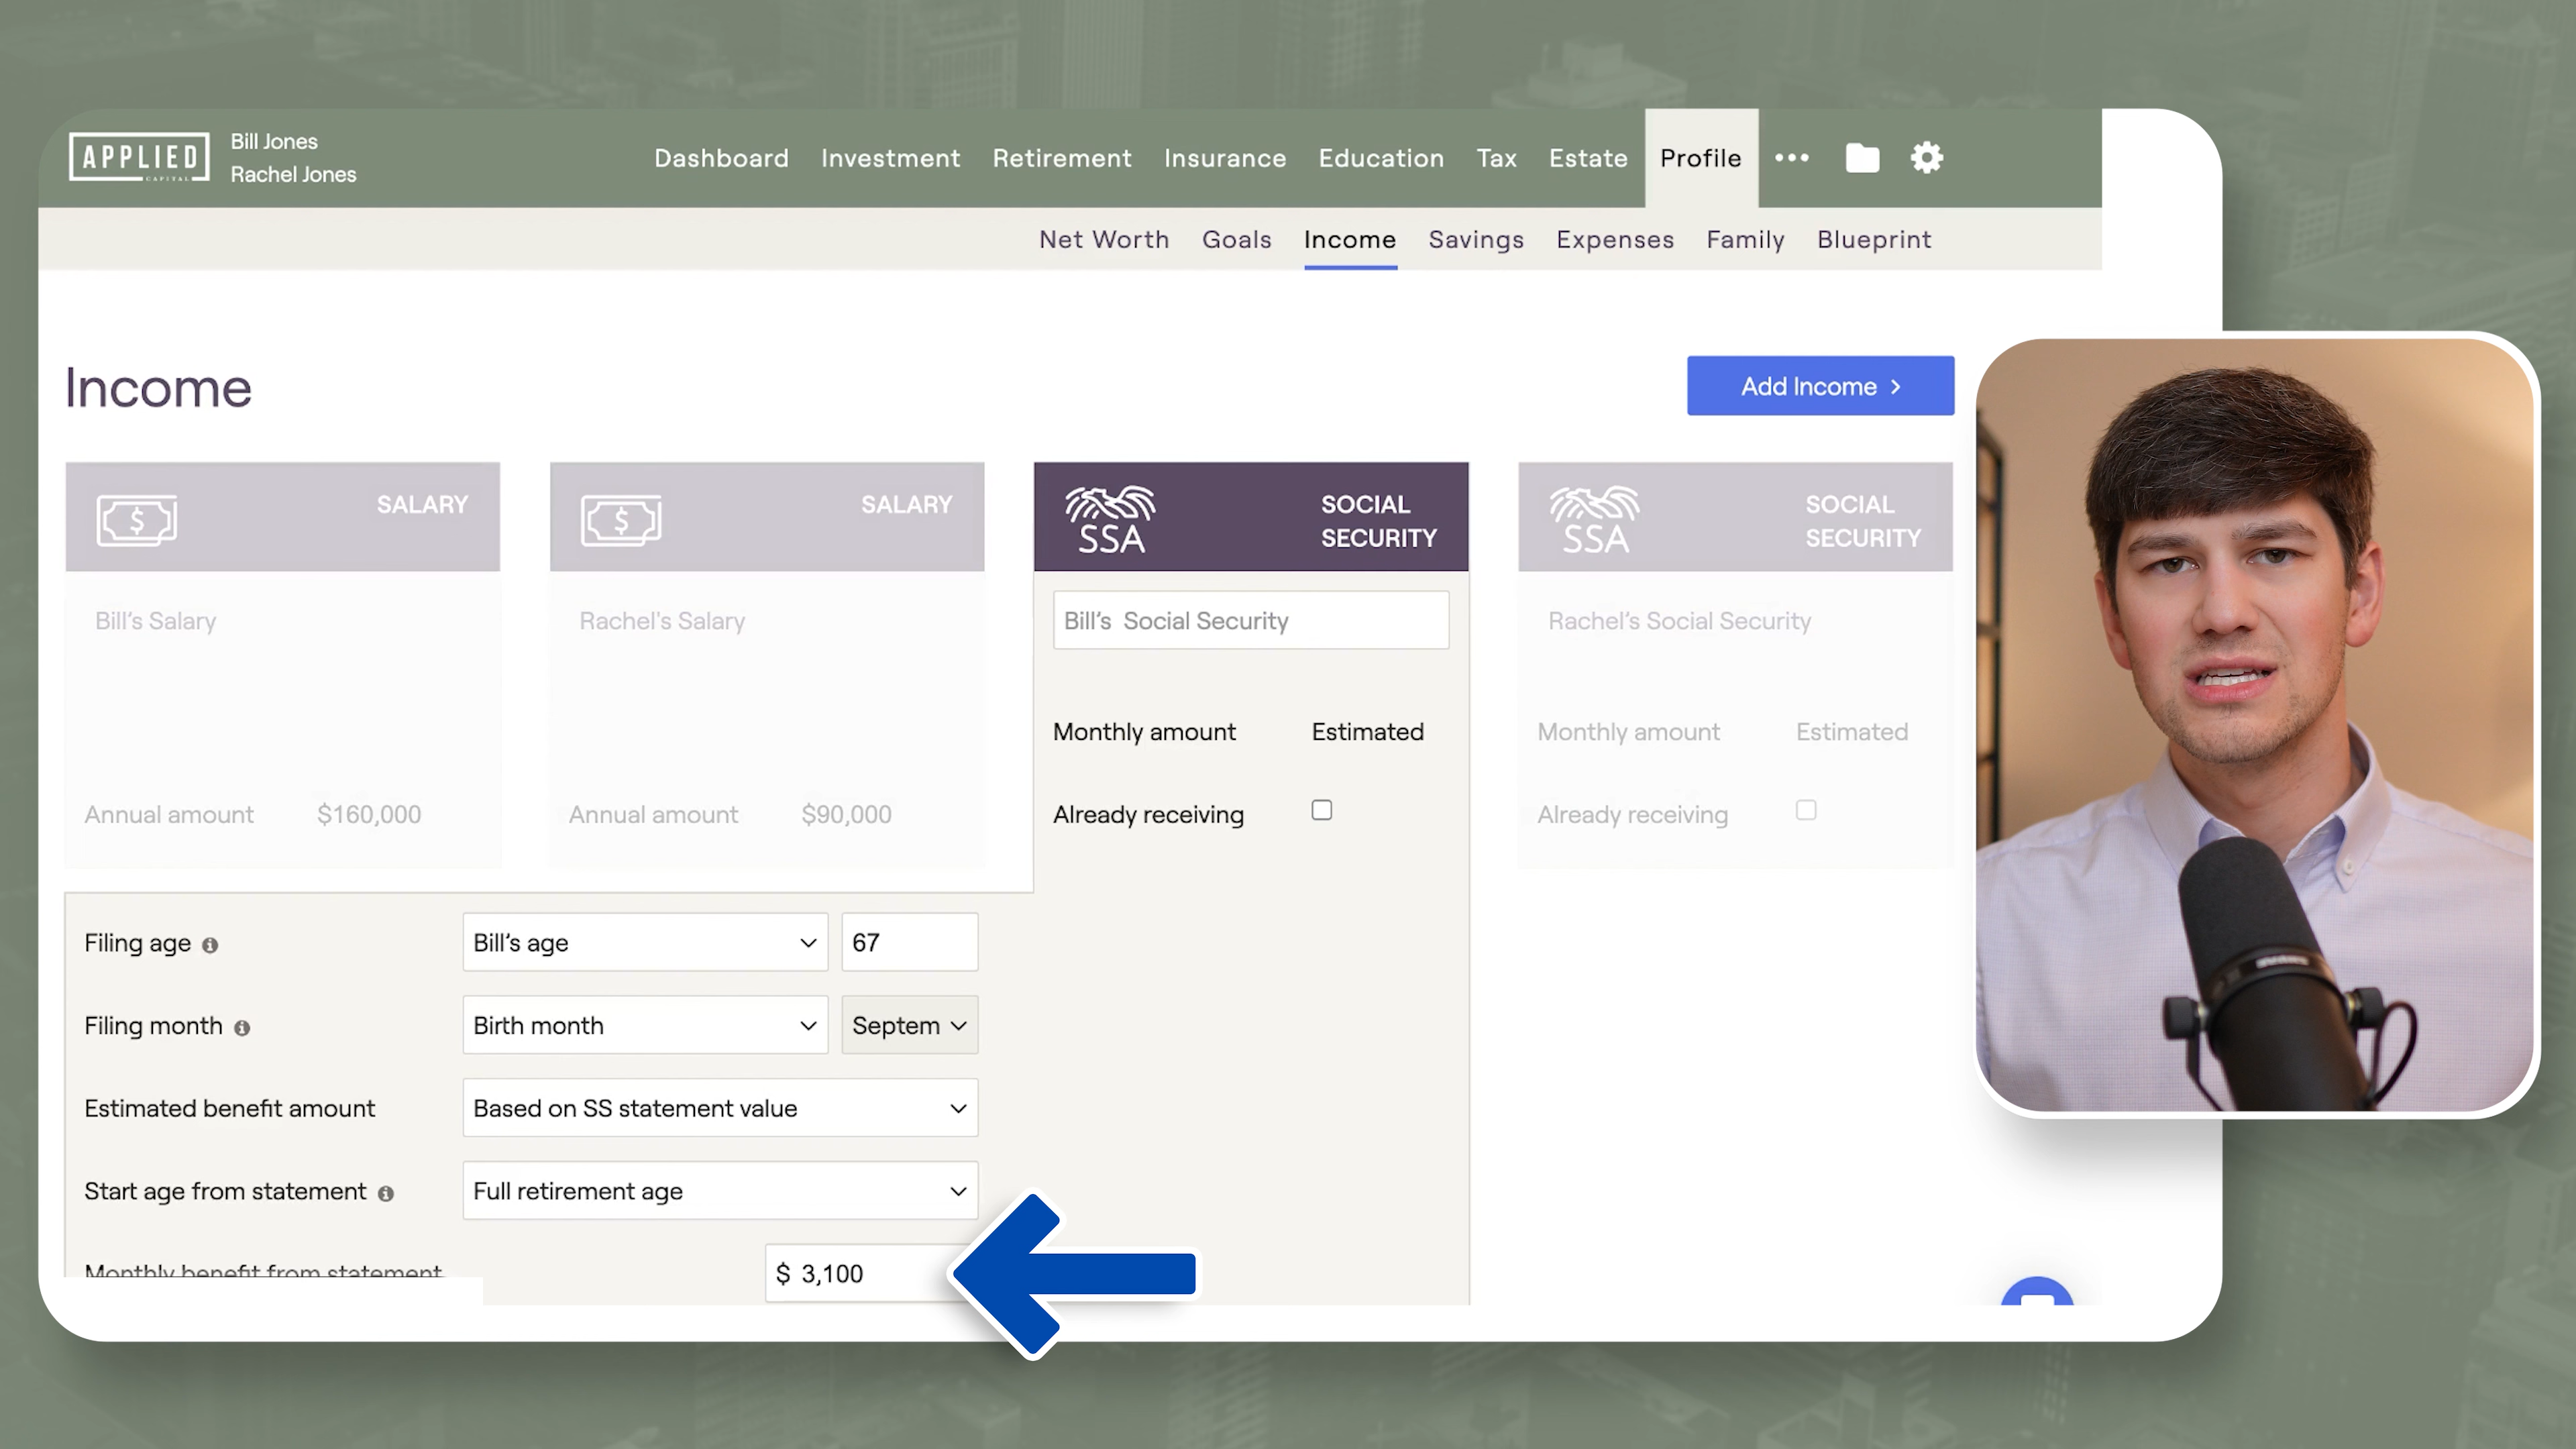 APPLIED
CAPITAL
Bill Jones
Rachel Jones
Dashboard Investment Retirement Insurance Education Tax Estate Profile
Net Worth Goals Income Savings Expenses Family Blueprint
Income
Add Income
SALARY
Bill's Salary
Annual amount $160,000
SALARY
Rachel's Salary
Annual amount $90,000
SSA
SOCIAL
SECURITY
Bill's Social Security
Monthly amount Estimated
Already receiving
SSA
SOCIAL
SECURITY
Rachel's Social Security
Monthly amount Estimated
Already receiving
Filing age Bill's age 67
Filing month Birth month Septem
Estimated benefit amount Based on SS statement value
Start age from statement Full retirement age
Monthly benefit from statement $ 3,100